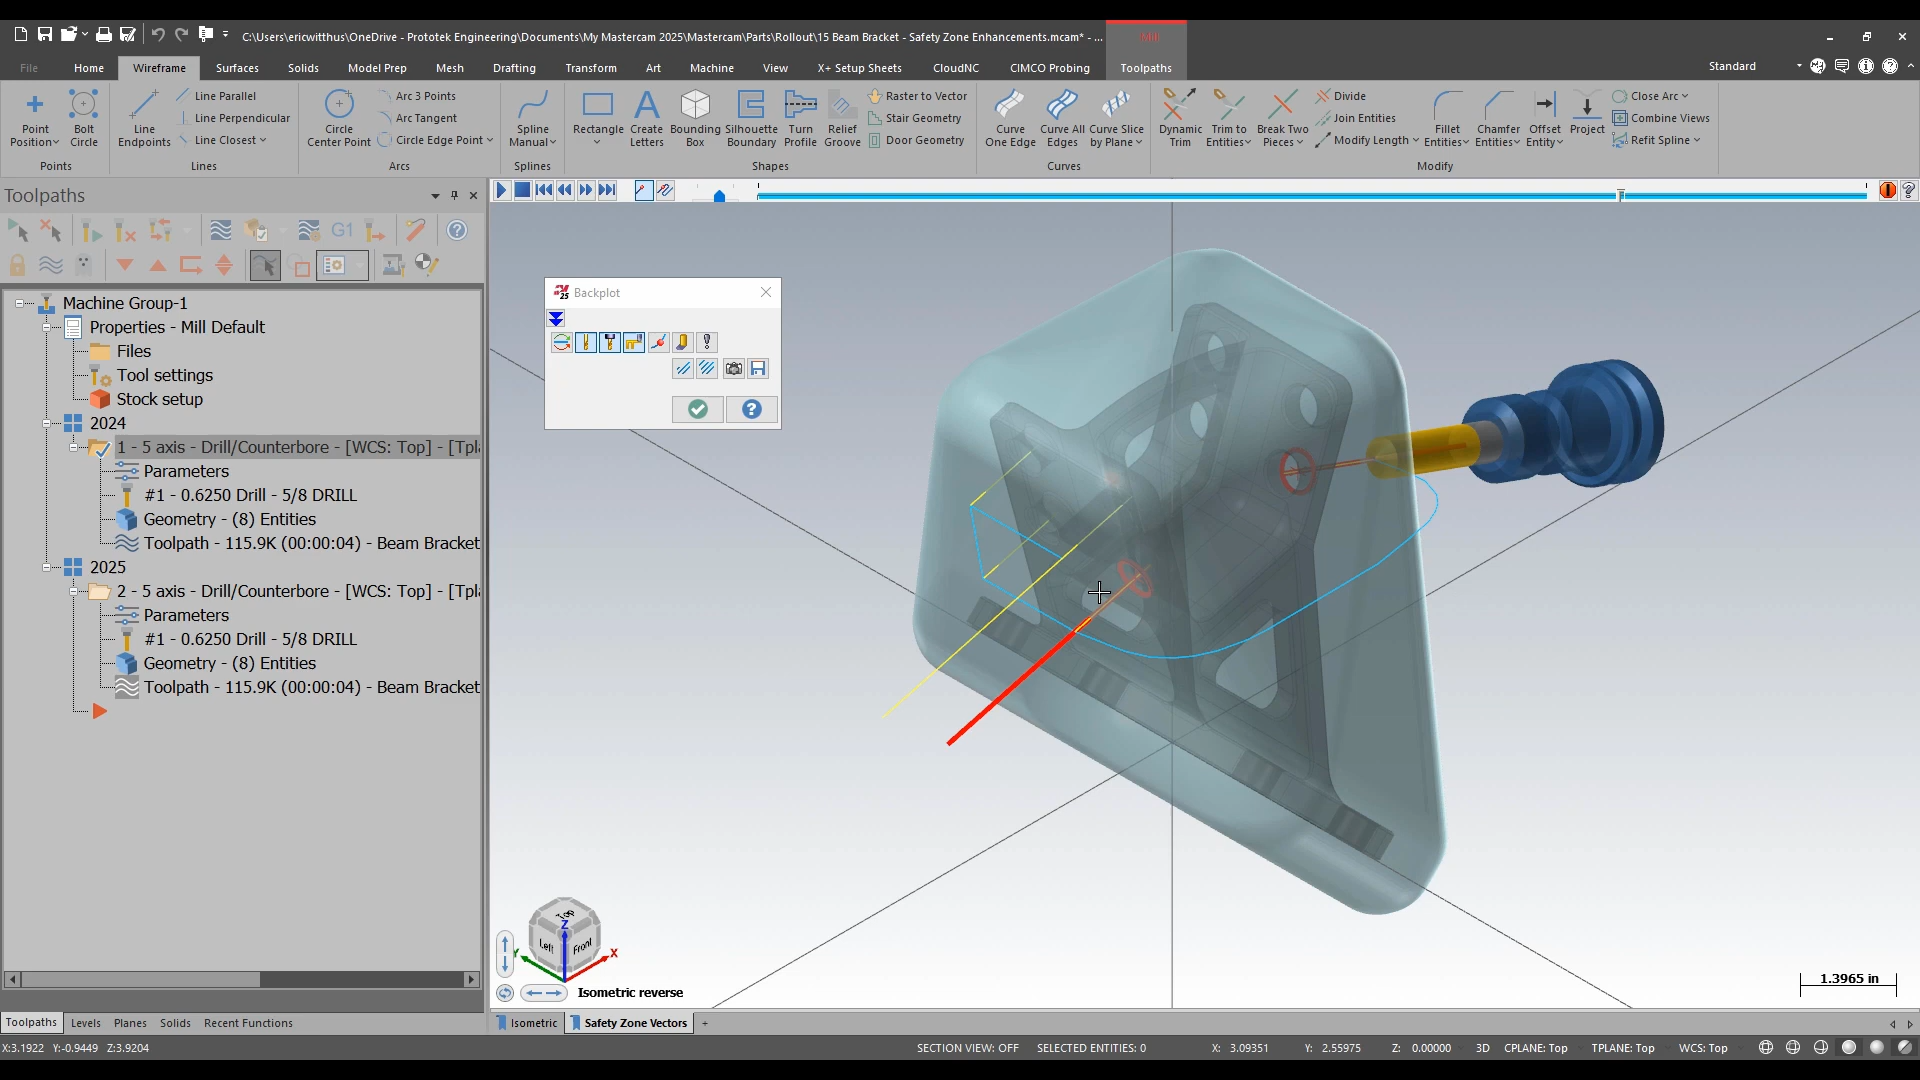 C:\Users\ericwitthus\OneDrive - Prototek Engineering\Documents\My Mastercam 2025\Mastercam\Parts\Rollout\15 Beam Bracket - Safety Zone Enhancements.mcam* - ...
Mill
File Home Wireframe Surfaces Solids Model Prep Mesh Drafting Transform Art Machine View X+ Setup Sheets CloudNC CIMCO Probing Toolpaths
Standard
Point Position
Bolt Circle
Points
Line Endpoints
Line Parallel
Line Perpendicular
Line Closest
Lines
Circle Center Point
Arc 3 Points
Arc Tangent
Circle Edge Point
Arcs
Spline Manual
Splines
Rectangle
Create Letters
Bounding Box
Silhouette Boundary
Turn Profile
Relief Groove
Raster to Vector
Stair Geometry
Door Geometry
Shapes
Curve One Edge
Curve All Edges
Curve Slice by Plane
Curves
Dynamic Trim
Trim to Entities
Break Two Pieces
Divide
Join Entities
Modify Length
Fillet Entities
Chamfer Entities
Offset Entity
Project
Close Arc
Combine Views
Refit Spline
Modify
Toolpaths
G1
Machine Group-1
Properties - Mill Default
Files
Tool settings
Stock setup
2024
1 - 5 axis - Drill/Counterbore - [WCS: Top] - [Tpla
Parameters
#1 - 0.6250 Drill - 5/8 DRILL
Geometry - (8) Entities
Toolpath - 115.9K (00:00:04) - Beam Bracket
2025
2 - 5 axis - Drill/Counterbore - [WCS: Top] - [Tpla
Parameters
#1 - 0.6250 Drill - 5/8 DRILL
Geometry - (8) Entities
Toolpath - 115.9K (00:00:04) - Beam Bracket
25 Backplot
Top
Left
Front
Z
Y
X
Isometric reverse
1.3965 in
Toolpaths Levels Planes Solids Recent Functions
Isometric Safety Zone Vectors +
X:3.1922 Y:-0.9449 Z:3.9204
SECTION VIEW: OFF SELECTED ENTITIES: 0 X: 3.09351 Y: 2.55975 Z: 0.00000 3D CPLANE: Top TPLANE: Top WCS: Top